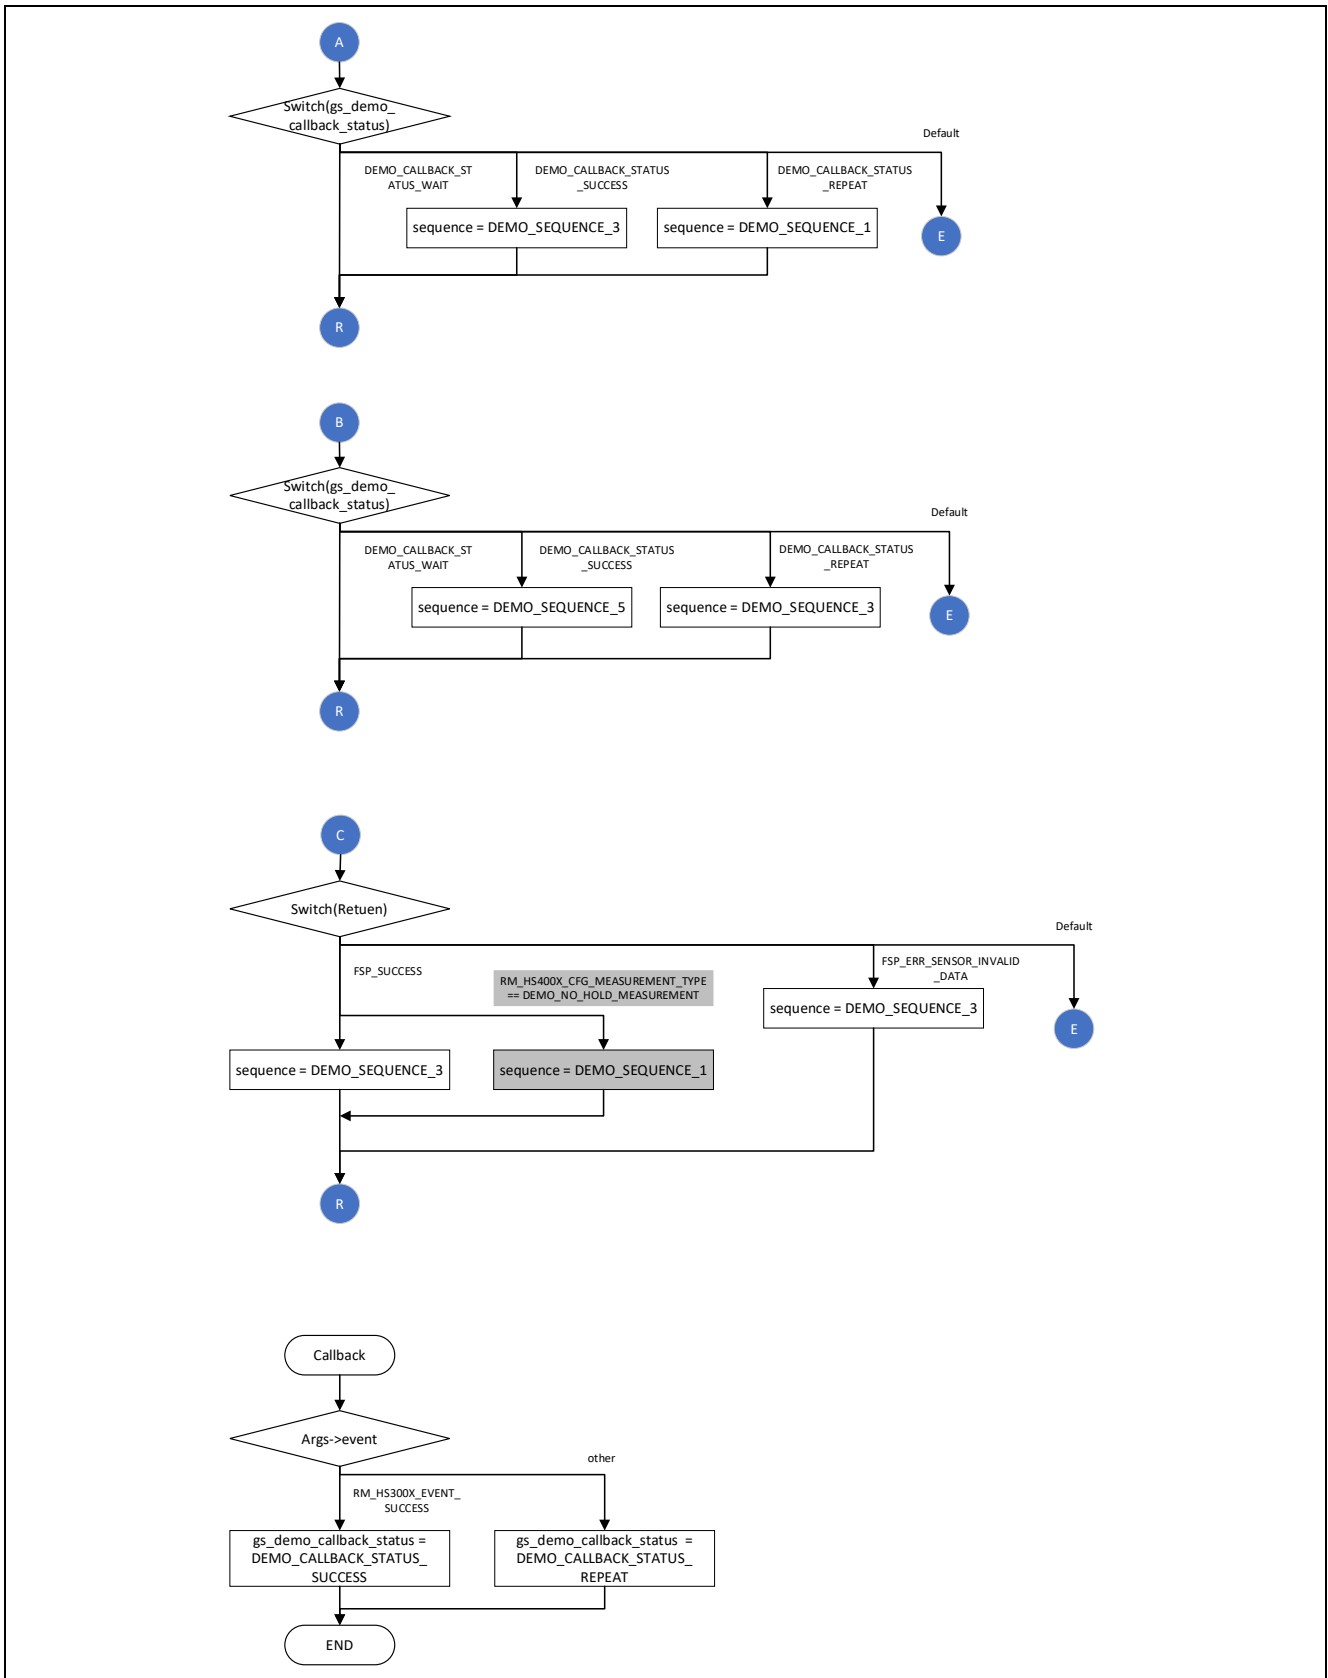 A
Switch(gs_demo_
callback_status)
Default
DEMO_CALLBACK_ST
ATUS_WAIT
DEMO_CALLBACK_STATUS
_SUCCESS
DEMO_CALLBACK_STATUS
_REPEAT
sequence = DEMO_SEQUENCE_3
sequence = DEMO_SEQUENCE_1
E
R
B
Switch(gs_demo_
callback_status)
Default
DEMO_CALLBACK_ST
ATUS_WAIT
DEMO_CALLBACK_STATUS
_SUCCESS
DEMO_CALLBACK_STATUS
_REPEAT
sequence = DEMO_SEQUENCE_5
sequence = DEMO_SEQUENCE_3
E
R
C
Switch(Retuen)
Default
FSP_SUCCESS
RM_HS400X_CFG_MEASUREMENT_TYPE
== DEMO_NO_HOLD_MEASUREMENT
FSP_ERR_SENSOR_INVALID
_DATA
sequence = DEMO_SEQUENCE_3
E
sequence = DEMO_SEQUENCE_3
sequence = DEMO_SEQUENCE_1
R
Callback
Args->event
other
RM_HS300X_EVENT_
SUCCESS
gs_demo_callback_status =
DEMO_CALLBACK_STATUS_
SUCCESS
gs_demo_callback_status =
DEMO_CALLBACK_STATUS_
REPEAT
END